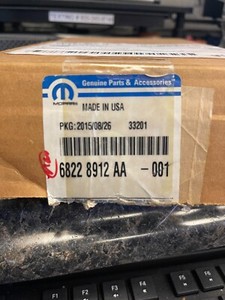 MOPAR
Genuine Parts & Accessories
MADE IN USA
PKG:2015/08/26 33201
6822 8912 AA -001